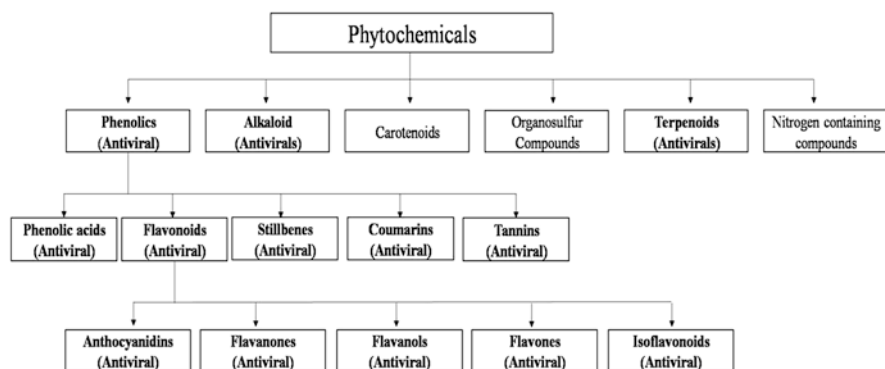 Phytochemicals
Phenolics
(Antiviral)
Alkaloid
(Antivirals)
Carotenoids
Organosulfur
Compounds
Terpenoids
(Antivirals)
Nitrogen containing
compounds
Phenolic acids
(Antiviral)
Flavonoids
(Antiviral)
Stillbenes
(Antiviral)
Coumarins
(Antiviral)
Tannins
(Antiviral)
Anthocyanidins
(Antiviral)
Flavanones
(Antiviral)
Flavanols
(Antiviral)
Flavones
(Antiviral)
Isoflavonoids
(Antiviral)